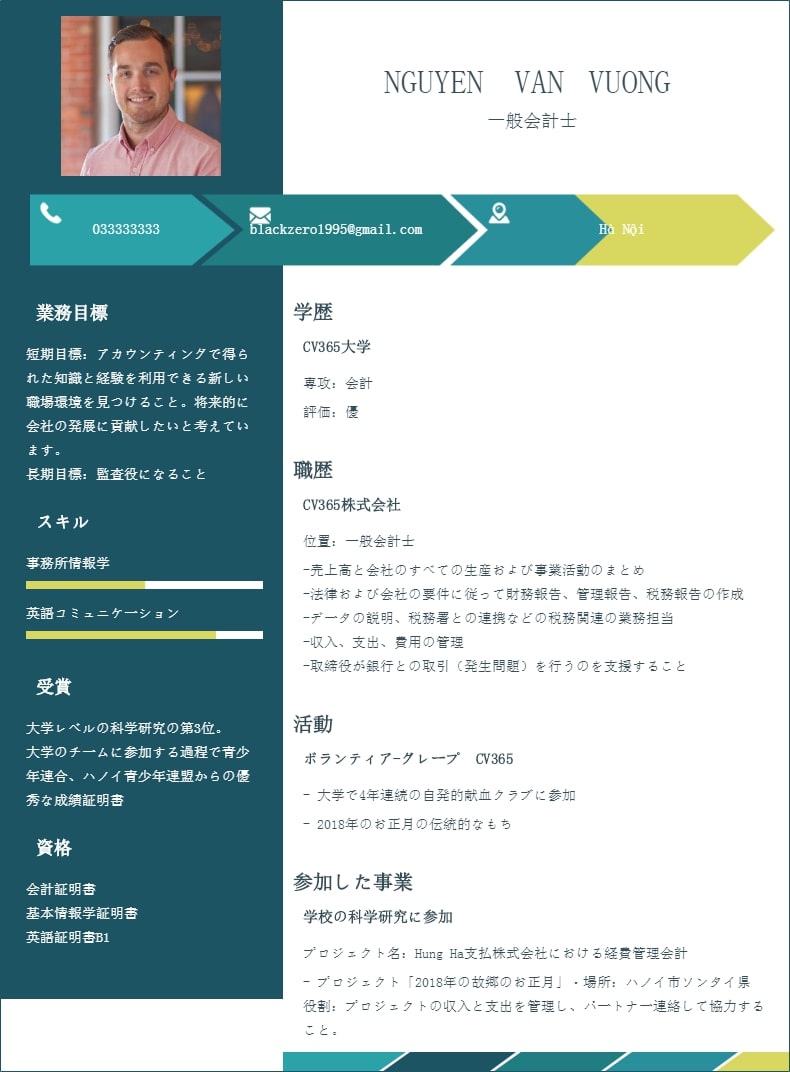 NGUYEN VAN VUONG
一般会計士
033333333
blackzero1995@gmail.com
Hà Nội
業務目標
短期目標: アカウンティングで得ら
れた知識と経験を利用できる新しい
職場環境を見つけること。将来的に
会社の発展に貢献したいと考えてい
ます。
長期目標: 監査役になること
スキル
事務所情報学
英語コミュニケーション
受賞
大学レベルの科学研究の第3位。
大学のチームに参加する過程で青少
年連合、ハノイ青少年連盟からの優
秀な成績証明書
資格
会計証明書
基本情報学証明書
英語証明書B1
学歴
CV365大学
専攻: 会計
評価: 優
職歴
CV365株式会社
位置: 一般会計士
-売上高と会社のすべての生産および事業活動のまとめ
-法律および会社の要件に従って財務報告、管理報告、税務報告の作成
-データの説明、税務署との連携などの税務関連の業務担当
-収入、支出、費用の管理
-取締役が銀行との取引（発生問題）を行うのを支援すること
活動
ボランティア-グレープ CV365
- 大学で4年連続の自発的献血クラブに参加
- 2018年のお正月の伝統的なもち
参加した事業
学校の科学研究に参加
プロジェクト名: Hung Ha支払株式会社における経費管理会計
- プロジェクト「2018年の故郷のお正月」・場所: ハノイ市ソンタイ県
役割: プロジェクトの収入と支出を管理し、パートナー連絡して協力する
こと。